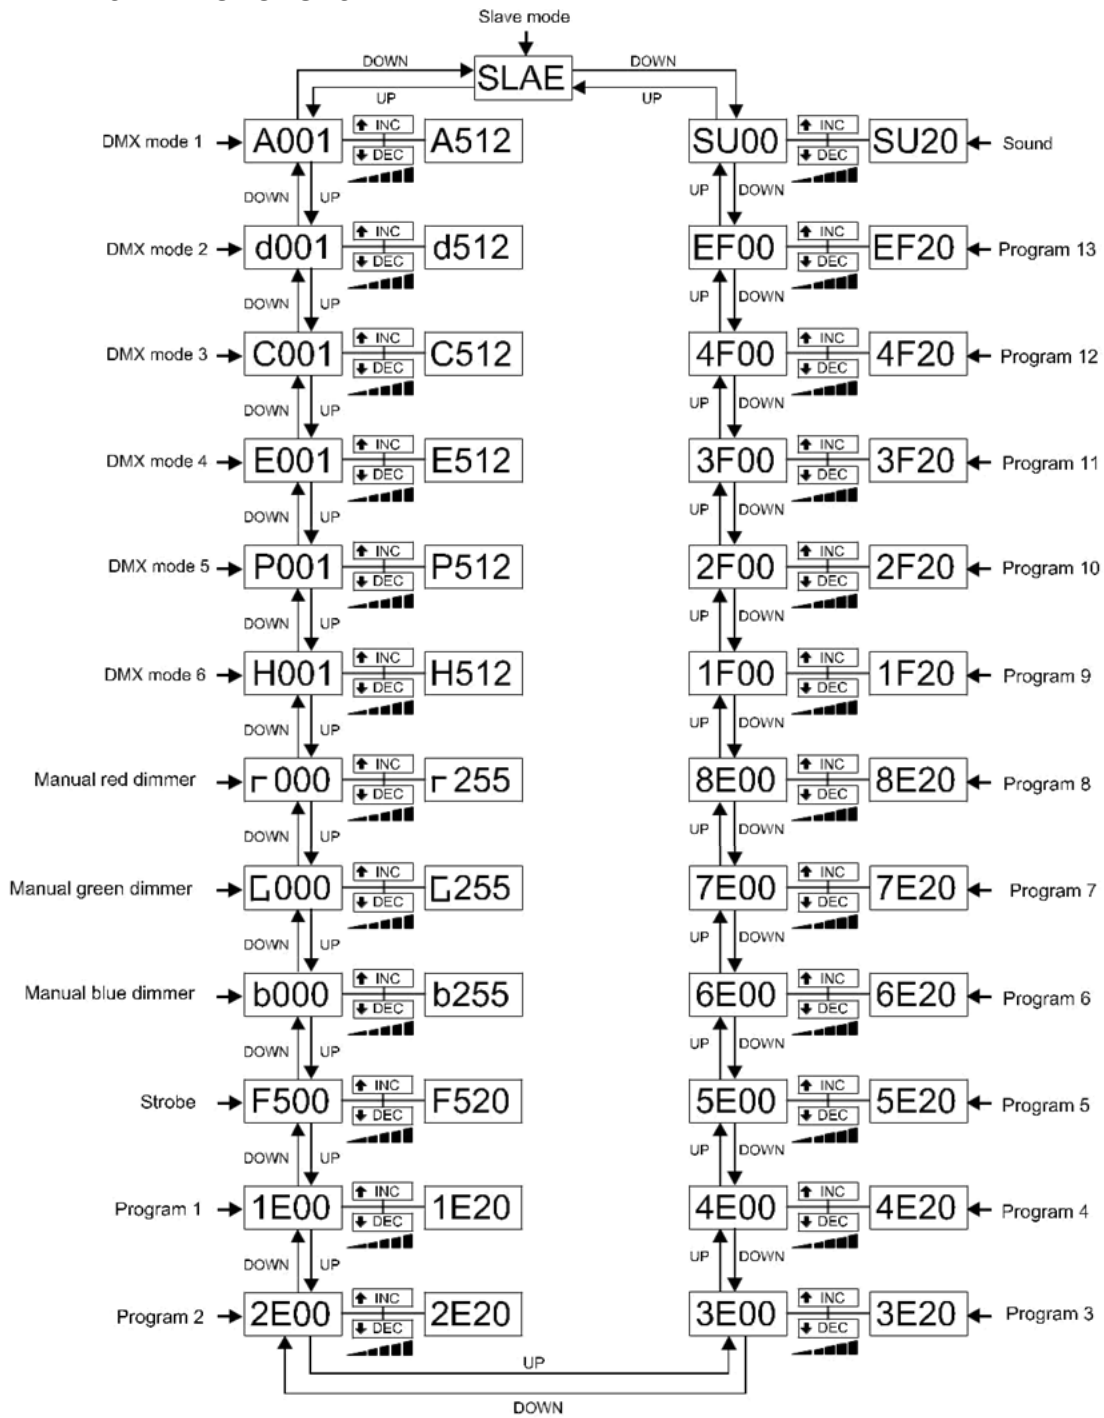 Slave mode
DOWN SLAE DOWN
UP UP
DMX mode 1 A001 INC DEC A512 SU00 INC DEC SU20 Sound
DOWN UP UP DOWN
DMX mode 2 d001 INC DEC d512 EF00 INC DEC EF20 Program 13
DOWN UP UP DOWN
DMX mode 3 C001 INC DEC C512 4F00 INC DEC 4F20 Program 12
DOWN UP UP DOWN
DMX mode 4 E001 INC DEC E512 3F00 INC DEC 3F20 Program 11
DOWN UP UP DOWN
DMX mode 5 P001 INC DEC P512 2F00 INC DEC 2F20 Program 10
DOWN UP UP DOWN
DMX mode 6 H001 INC DEC H512 1F00 INC DEC 1F20 Program 9
DOWN UP UP DOWN
Manual red dimmer r000 INC DEC r255 8E00 INC DEC 8E20 Program 8
DOWN UP UP DOWN
Manual green dimmer G000 INC DEC G255 7E00 INC DEC 7E20 Program 7
DOWN UP UP DOWN
Manual blue dimmer b000 INC DEC b255 6E00 INC DEC 6E20 Program 6
DOWN UP UP DOWN
Strobe F500 INC DEC F520 5E00 INC DEC 5E20 Program 5
DOWN UP UP DOWN
Program 1 1E00 INC DEC 1E20 4E00 INC DEC 4E20 Program 4
DOWN UP UP DOWN
Program 2 2E00 INC DEC 2E20 3E00 INC DEC 3E20 Program 3
UP
DOWN